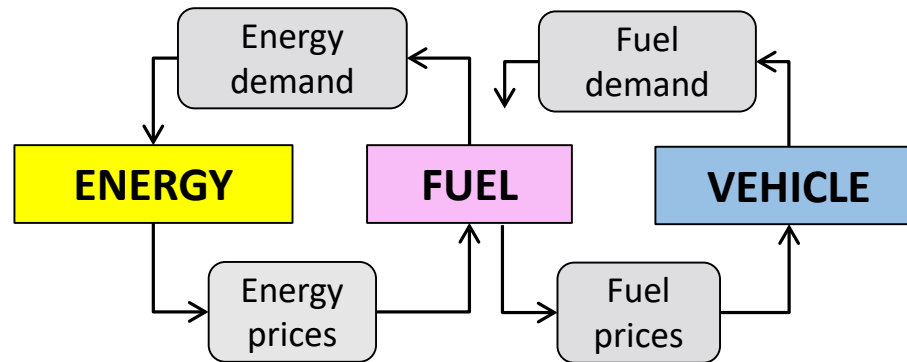 Energy
demand
Fuel
demand
ENERGY
FUEL
VEHICLE
Energy
prices
Fuel
prices